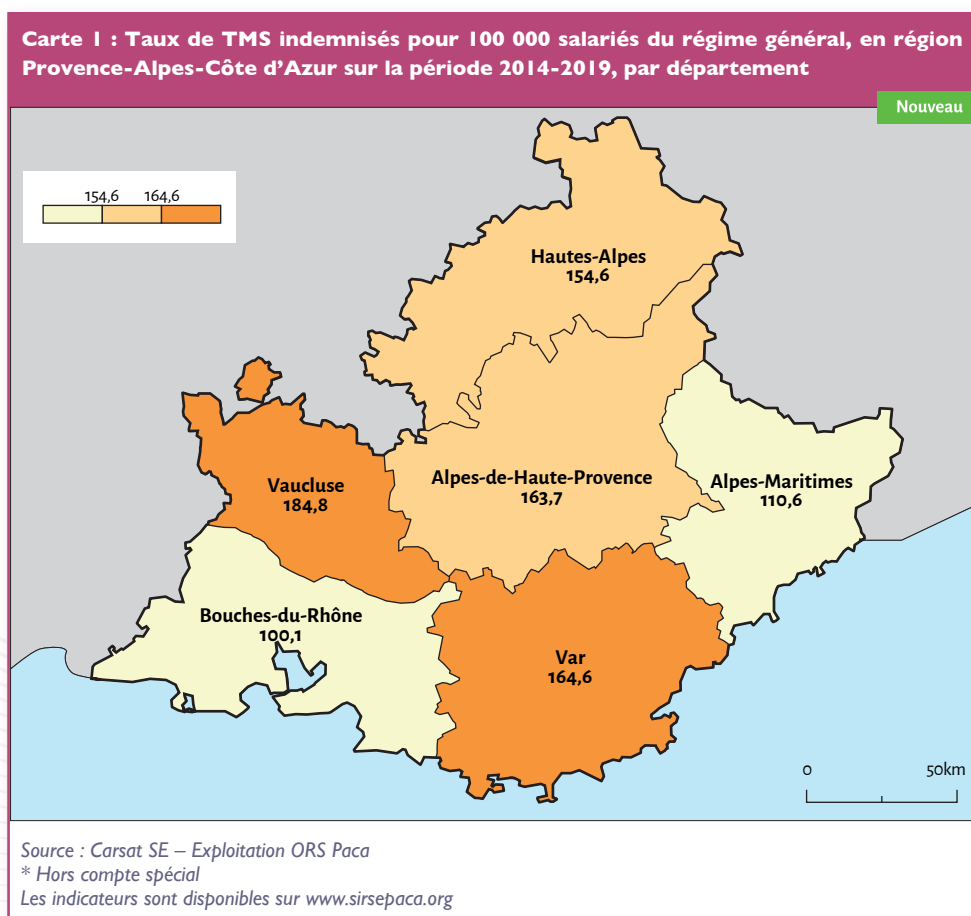 Carte 1 : Taux de TMS indemnisés pour 100 000 salariés du régime général, en région
Provence-Alpes-Côte d'Azur sur la période 2014-2019, par département
Nouveau
154,6 164,6
Hautes-Alpes
154,6
Vaucluse
184,8
Alpes-de-Haute-Provence
163,7
Alpes-Maritimes
110,6
Bouches-du-Rhône
100,1
Var
164,6
0 50km
Source : Carsat SE – Exploitation ORS Paca
* Hors compte spécial
Les indicateurs sont disponibles sur www.sirsepaca.org